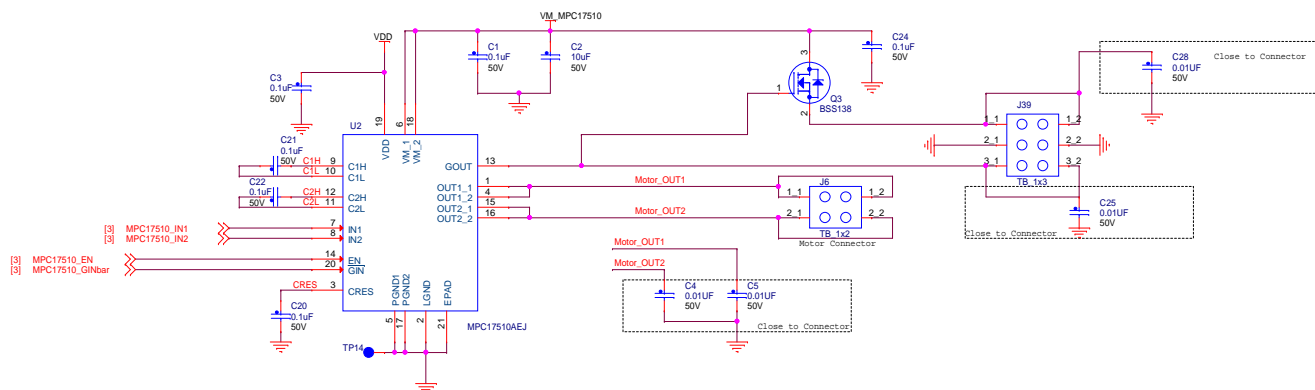 VM_MPC17510
VDD
C1
0.1uF
50V
C2
10uF
50V
C24
0.1uF
50V
C28
0.01UF
50V
Close to Connector
C3
0.1uF
50V
3
1
Q3
BSS138
2
J39
1_1
1_2
2_1
2_2
3_1
3_2
TB_1x3
U2
19
6
18
VDD
VM_1
VM_2
C21
0.1uF
50V
C1H
9
C1H
C1L
10
C1L
C22
0.1uF
50V
C2H
12
C2H
C2L
11
C2L
GOUT
13
OUT1_1
1
OUT1_2
4
OUT2_1
15
OUT2_2
16
Motor_OUT1
Motor_OUT2
J6
1_1
1_2
2_1
2_2
TB_1x2
Motor Connector
C25
0.01UF
50V
Close to Connector
[3] MPC17510_IN1
7
IN1
[3] MPC17510_IN2
8
IN2
[3] MPC17510_EN
14
EN
[3] MPC17510_GINbar
20
GIN
CRES
3
CRES
C20
0.1uF
50V
PGND1
PGND2
LGND
EPAD
5
17
2
21
MPC17510AEJ
TP14
Motor_OUT1
Motor_OUT2
C4
0.01UF
50V
C5
0.01UF
50V
Close to Connector